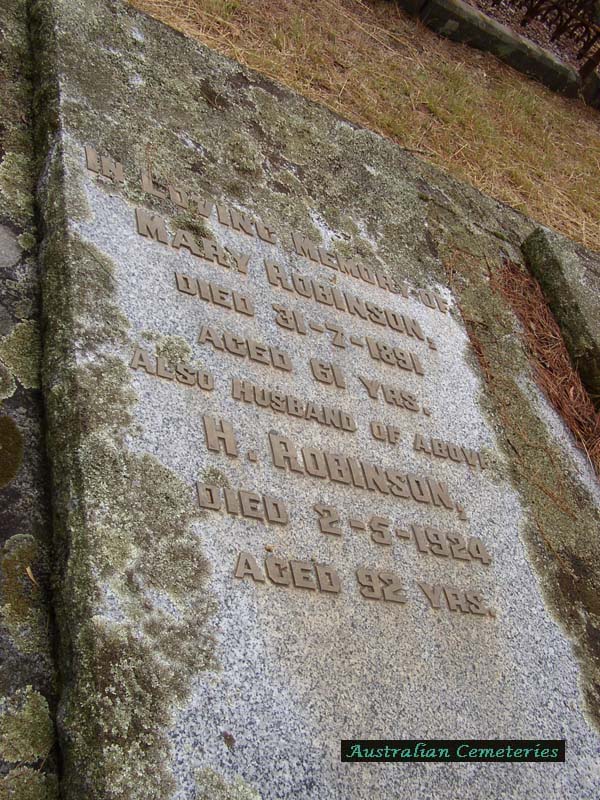 In Loving Memory of
Mary Robinson,
Died 31-7-1891
Aged 61 yrs.
Also Husband of Above
H. Robinson,
Died 2-5-1924
Aged 92 yrs.
Australian Cemeteries